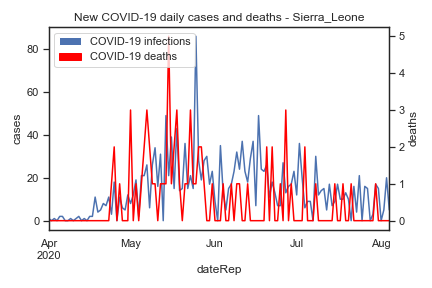 New COVID-19 daily cases and deaths - Sierra_Leone
COVID-19 infections
COVID-19 deaths
cases
80
60
40
20
0
deaths
5
4
3
2
1
0
Apr
2020
May
Jun
Jul
Aug
dateRep